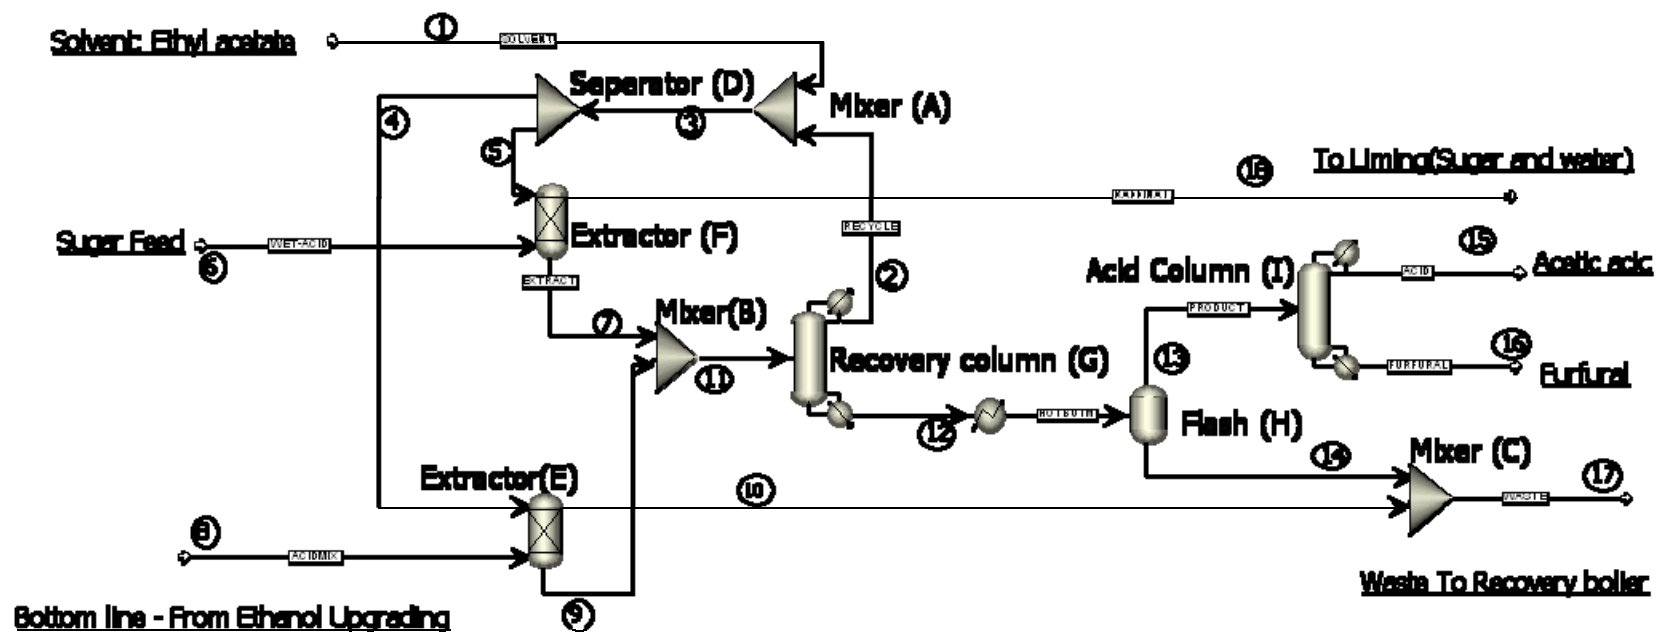 1
Solvent: Ethyl acetate
SOLVENT
Seperator (D)
Mixer (A)
4
3
5
To Liming(Sugar and water)
18
RAFFINAT
Sugar Feed
WET-ACID
6
Extractor (F)
RECYCLE
15
Acetic acic
Acid Column (I)
ACID
EXTRACT
2
PRODUCT
7
Mixer(B)
13
16
FURFURAL
Furfural
Recovery column (G)
11
HOTBOTM
12
Flash (H)
Mixer (C)
14
Extractor(E)
10
17
WASTE
8
ACIDMIX
Waste To Recovery boiler
9
Bottom line - From Ethanol Upgrading